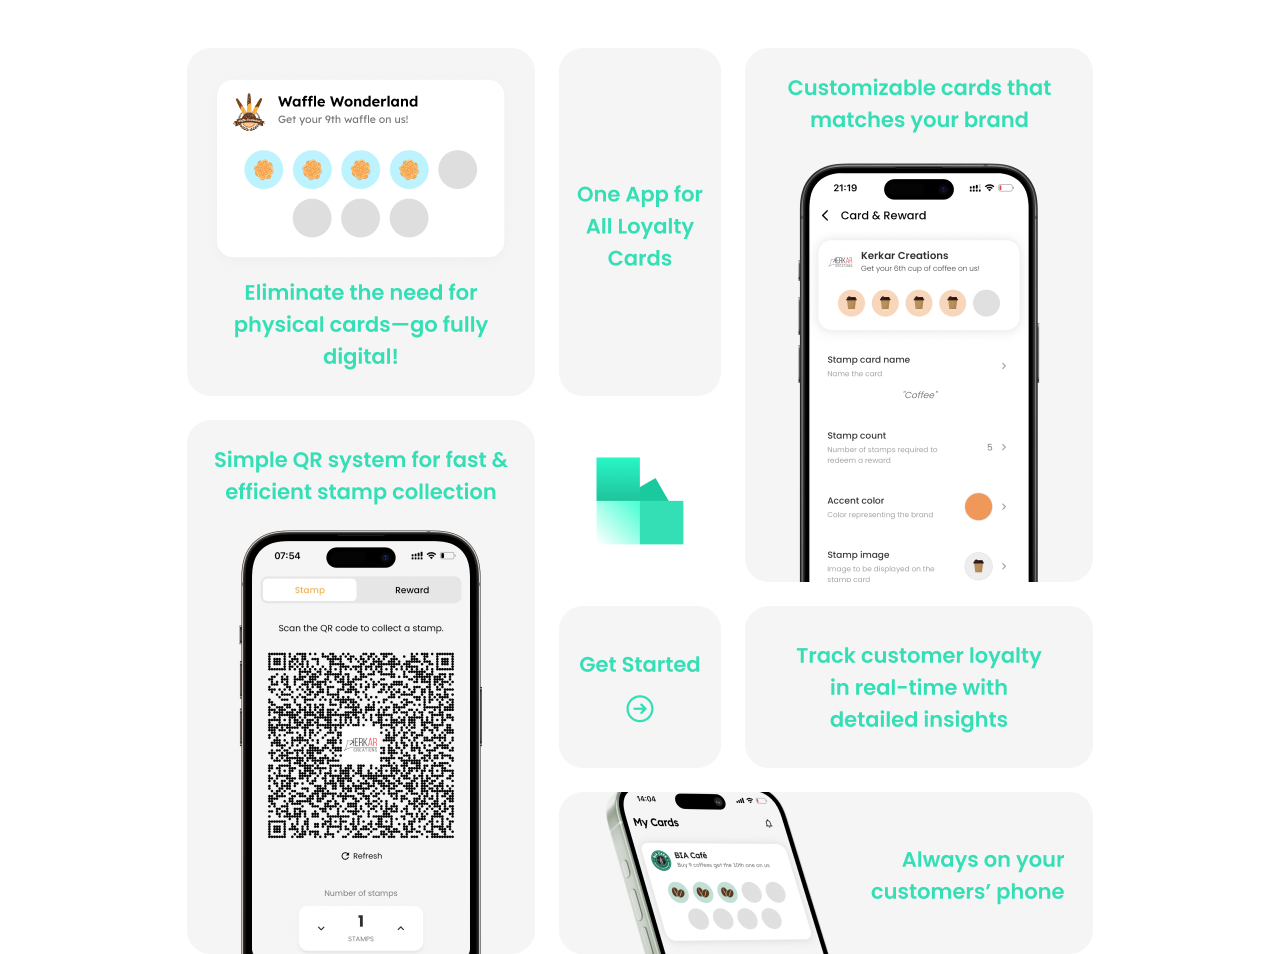 Waffle Wonderland
Get your 9th waffle on us!
Eliminate the need for
physical cards—go fully
digital!
One App for
All Loyalty
Cards
Customizable cards that
matches your brand
21:19
Card & Reward
KERKAR
CREATIONS
Kerkar Creations
Get your 6th cup of coffee on us!
Stamp card name
Name the card
"Coffee"
Stamp count
Number of stamps required to
redeem a reward
5
Accent color
Color representing the brand
Stamp image
Image to be displayed on the
stamp card
Simple QR system for fast &
efficient stamp collection
07:54
Stamp
Reward
Scan the QR code to collect a stamp.
KERKAR
CREATIONS
Refresh
Number of stamps
1
STAMPS
Get Started
Track customer loyalty
in real-time with
detailed insights
14:04
My Cards
BIA Café
Buy 9 coffees get the 10th one on us
Always on your
customers’ phone